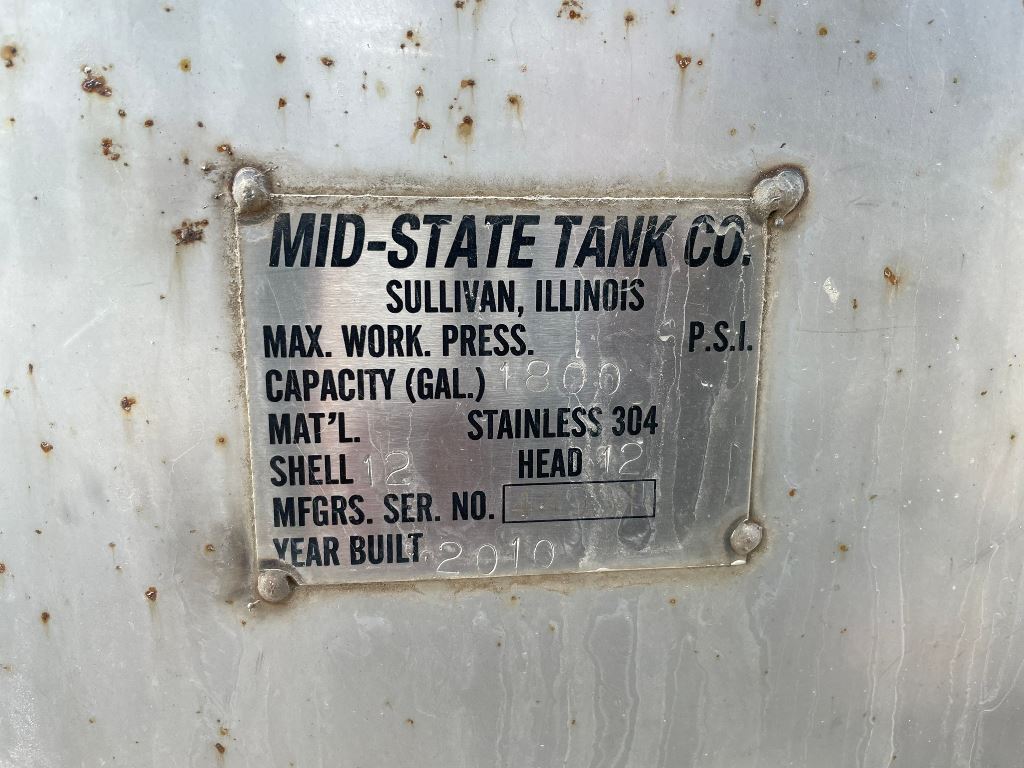 MID-STATE TANK CO.
SULLIVAN, ILLINOIS
MAX. WORK. PRESS. P.S.I.
CAPACITY (GAL.) 1800
MAT'L. STAINLESS 304
SHELL 12 HEAD 12
MFGRS. SER. NO.
YEAR BUILT 2010